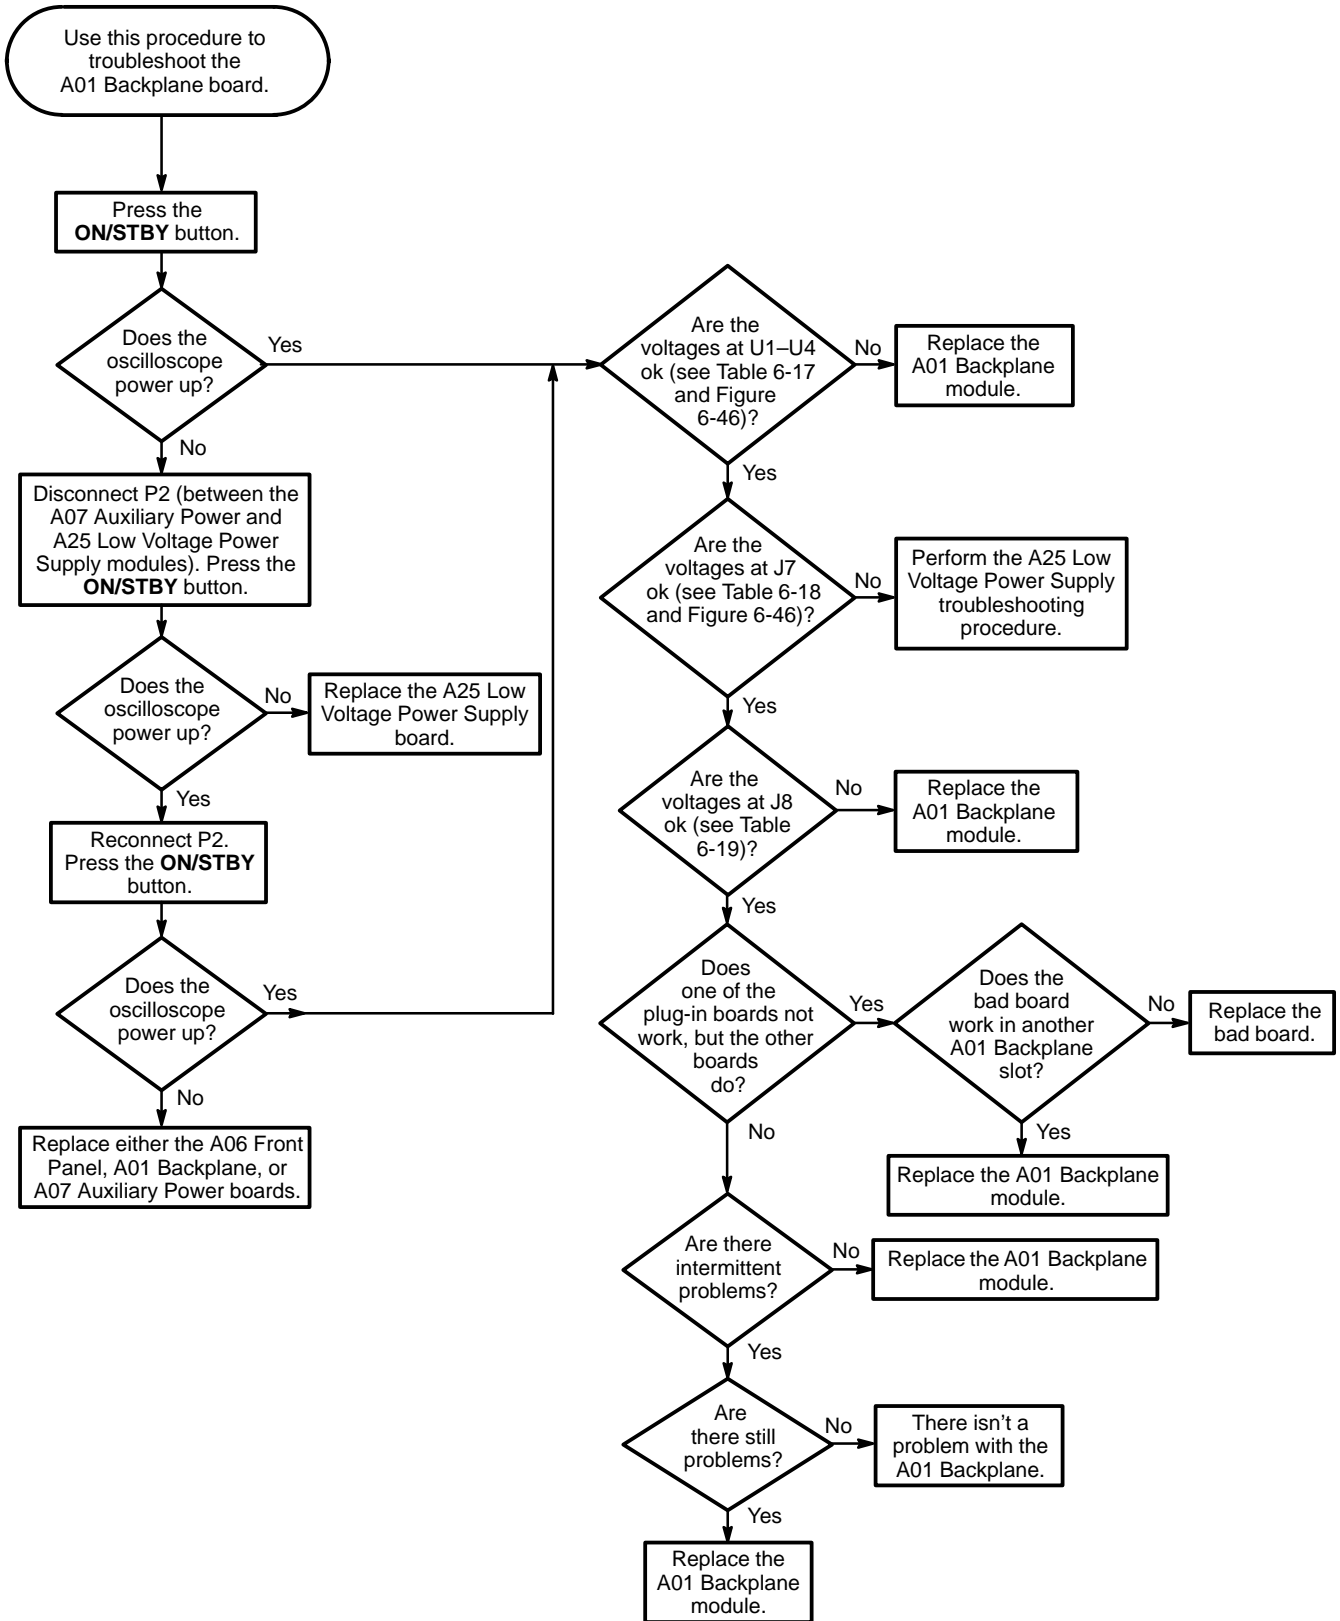 Use this procedure to
troubleshoot the
A01 Backplane board.
Press the
ON/STBY button.
Does the
oscilloscope
power up?
Yes
No
Disconnect P2 (between the
A07 Auxiliary Power and
A25 Low Voltage Power
Supply modules). Press the
ON/STBY button.
Does the
oscilloscope
power up?
No
Replace the A25 Low
Voltage Power Supply
board.
Yes
Reconnect P2.
Press the ON/STBY
button.
Does the
oscilloscope
power up?
Yes
No
Replace either the A06 Front
Panel, A01 Backplane, or
A07 Auxiliary Power boards.
Are the
voltages at U1–U4
ok (see Table 6-17
and Figure
6-46)?
No
Replace the
A01 Backplane
module.
Yes
Are the
voltages at J7
ok (see Table 6-18
and Figure 6-46)?
No
Perform the A25 Low
Voltage Power Supply
troubleshooting
procedure.
Yes
Are the
voltages at J8
ok (see Table
6-19)?
No
Replace the
A01 Backplane
module.
Yes
Does
one of the
plug-in boards not
work, but the other
boards
do?
Yes
Does the
bad board
work in another
A01 Backplane
slot?
No
Replace the
bad board.
Yes
Replace the A01 Backplane
module.
No
Are there
intermittent
problems?
No
Replace the A01 Backplane
module.
Yes
Are
there still
problems?
No
There isn't a
problem with the
A01 Backplane.
Yes
Replace the
A01 Backplane
module.